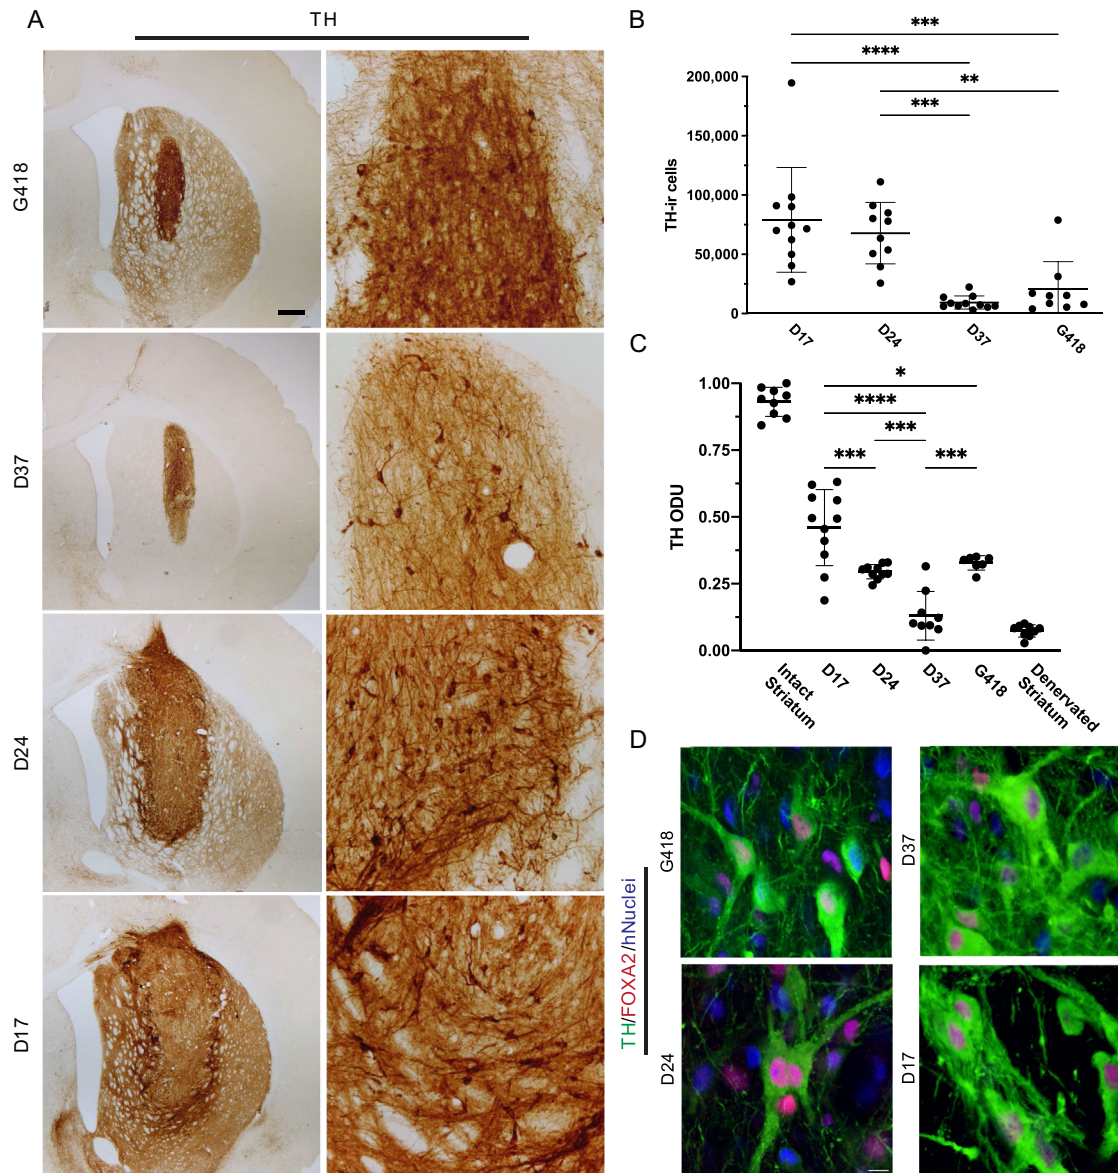 A
TH
G418
D37
D24
D17
B
***
****
**
***
TH-ir cells
200,000
150,000
100,000
50,000
0
D17
D24
D37
G418
C
*
****
***
***
***
TH ODU
1.00
0.75
0.50
0.25
0.00
Intact
Striatum
D17
D24
D37
G418
Denervated
Striatum
D
TH/FOXA2/hNuclei
G418
D37
D24
D17